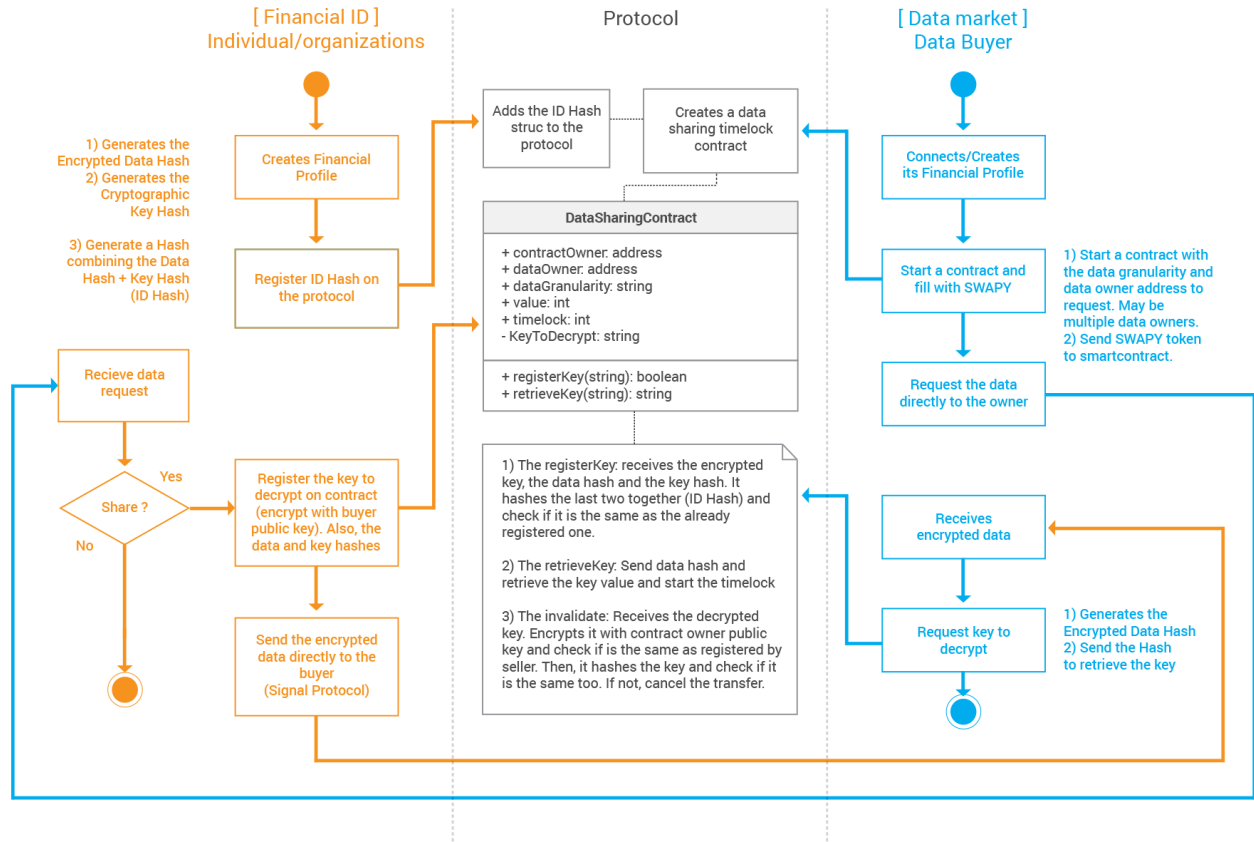 [ Financial ID ]
Individual/organizations
Protocol
[ Data market ]
Data Buyer
1) Generates the
Encrypted Data Hash
2) Generates the
Cryptographic
Key Hash
3) Generate a Hash
combining the Data
Hash + Key Hash
(ID Hash)
Creates Financial
Profile
Register ID Hash on
the protocol
Recieve data
request
Share ?
Yes
No
Register the key to
decrypt on contract
(encrypt with buyer
public key). Also, the
data and key hashes
Send the encrypted
data directly to the
buyer
(Signal Protocol)
Adds the ID Hash
struc to the
protocol
Creates a data
sharing timelock
contract
DataSharingContract
+ contractOwner: address
+ dataOwner: address
+ dataGranularity: string
+ value: int
+ timelock: int
- KeyToDecrypt: string
+ registerKey(string): boolean
+ retrieveKey(string): string
1) The registerKey: receives the encrypted
key, the data hash and the key hash. It
hashes the last two together (ID Hash) and
check if it is the same as the already
registered one.
2) The retrieveKey: Send data hash and
retrieve the key value and start the timelock
3) The invalidate: Receives the decrypted
key. Encrypts it with contract owner public
key and check if is the same as registered by
seller. Then, it hashes the key and check if it
is the same too. If not, cancel the transfer.
Connects/Creates
its Financial Profile
Start a contract and
fill with SWAPY
1) Start a contract with
the data granularity and
data owner address to
request. May be
multiple data owners.
2) Send SWAPY token
to smartcontract.
Request the data
directly to the owner
Receives
encrypted data
Request key to
decrypt
1) Generates the
Encrypted Data Hash
2) Send the Hash
to retrieve the key